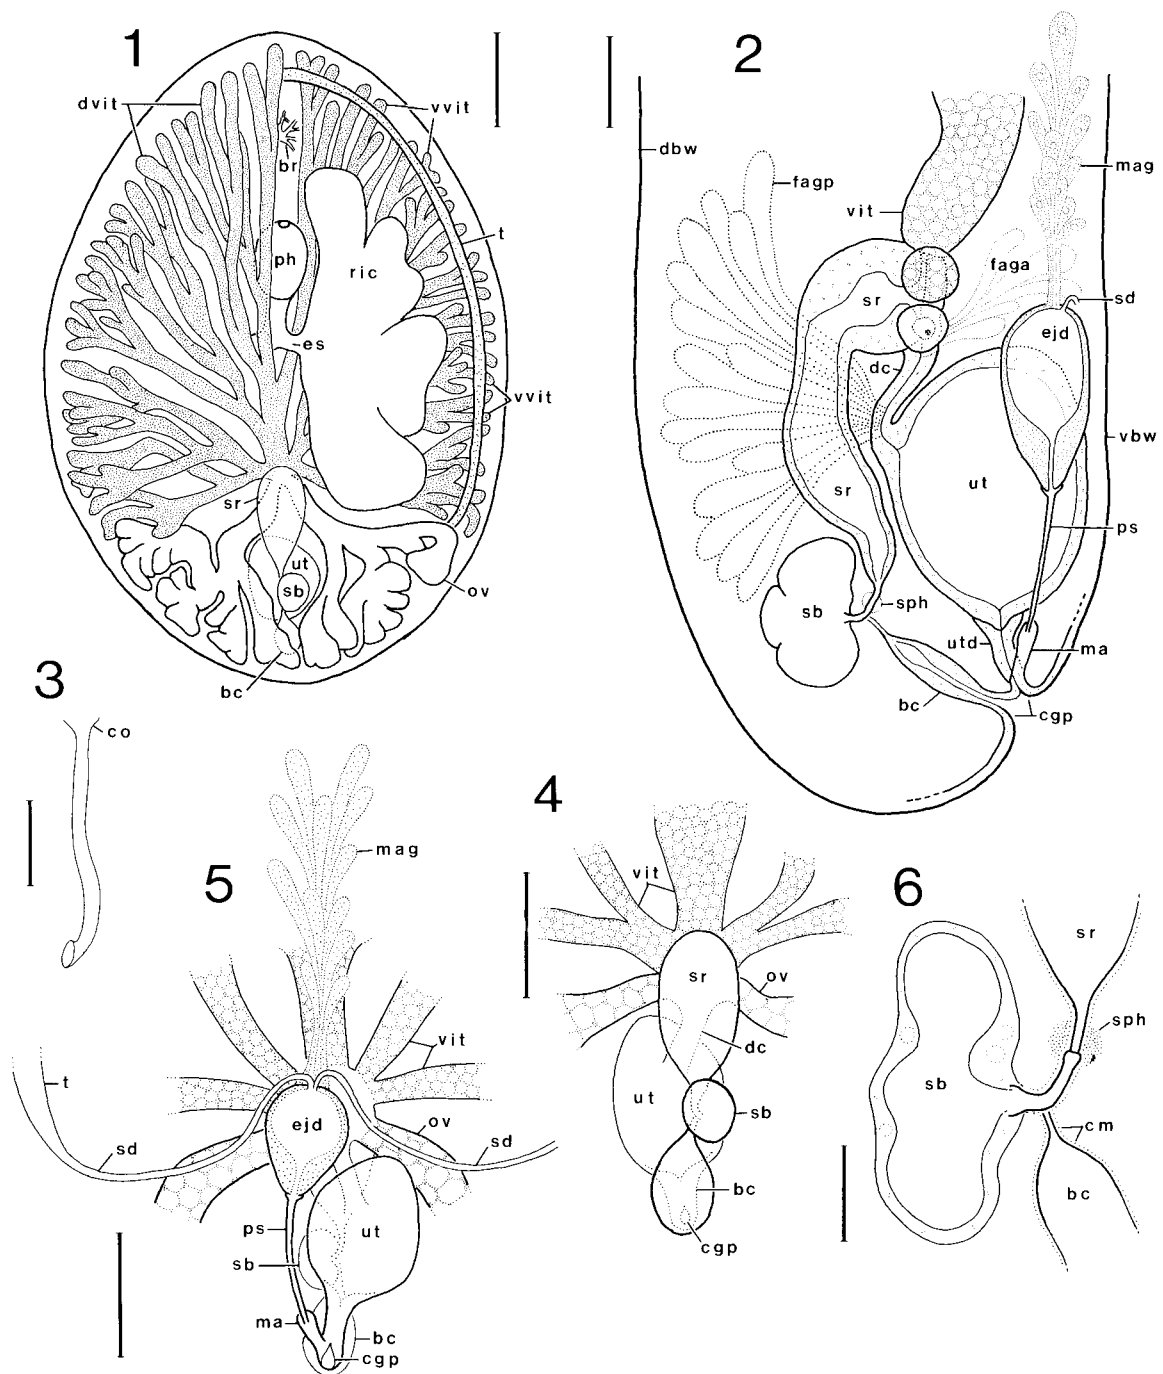 1
dvit
vvit
br
t
ph
ric
es
vvit
sr
ut
sb
ov
bc
2
dbw
fagp
mag
vit
faga
sr
sd
ejd
dc
vbw
ut
sr
ps
sb
sph
utd
ma
bc
cgp
3
co
4
vit
sr
ov
dc
ut
sb
bc
cgp
5
mag
vit
t
ejd
ov
sd
sd
ps
ut
sb
ma
bc
cgp
6
sr
sph
sb
cm
bc